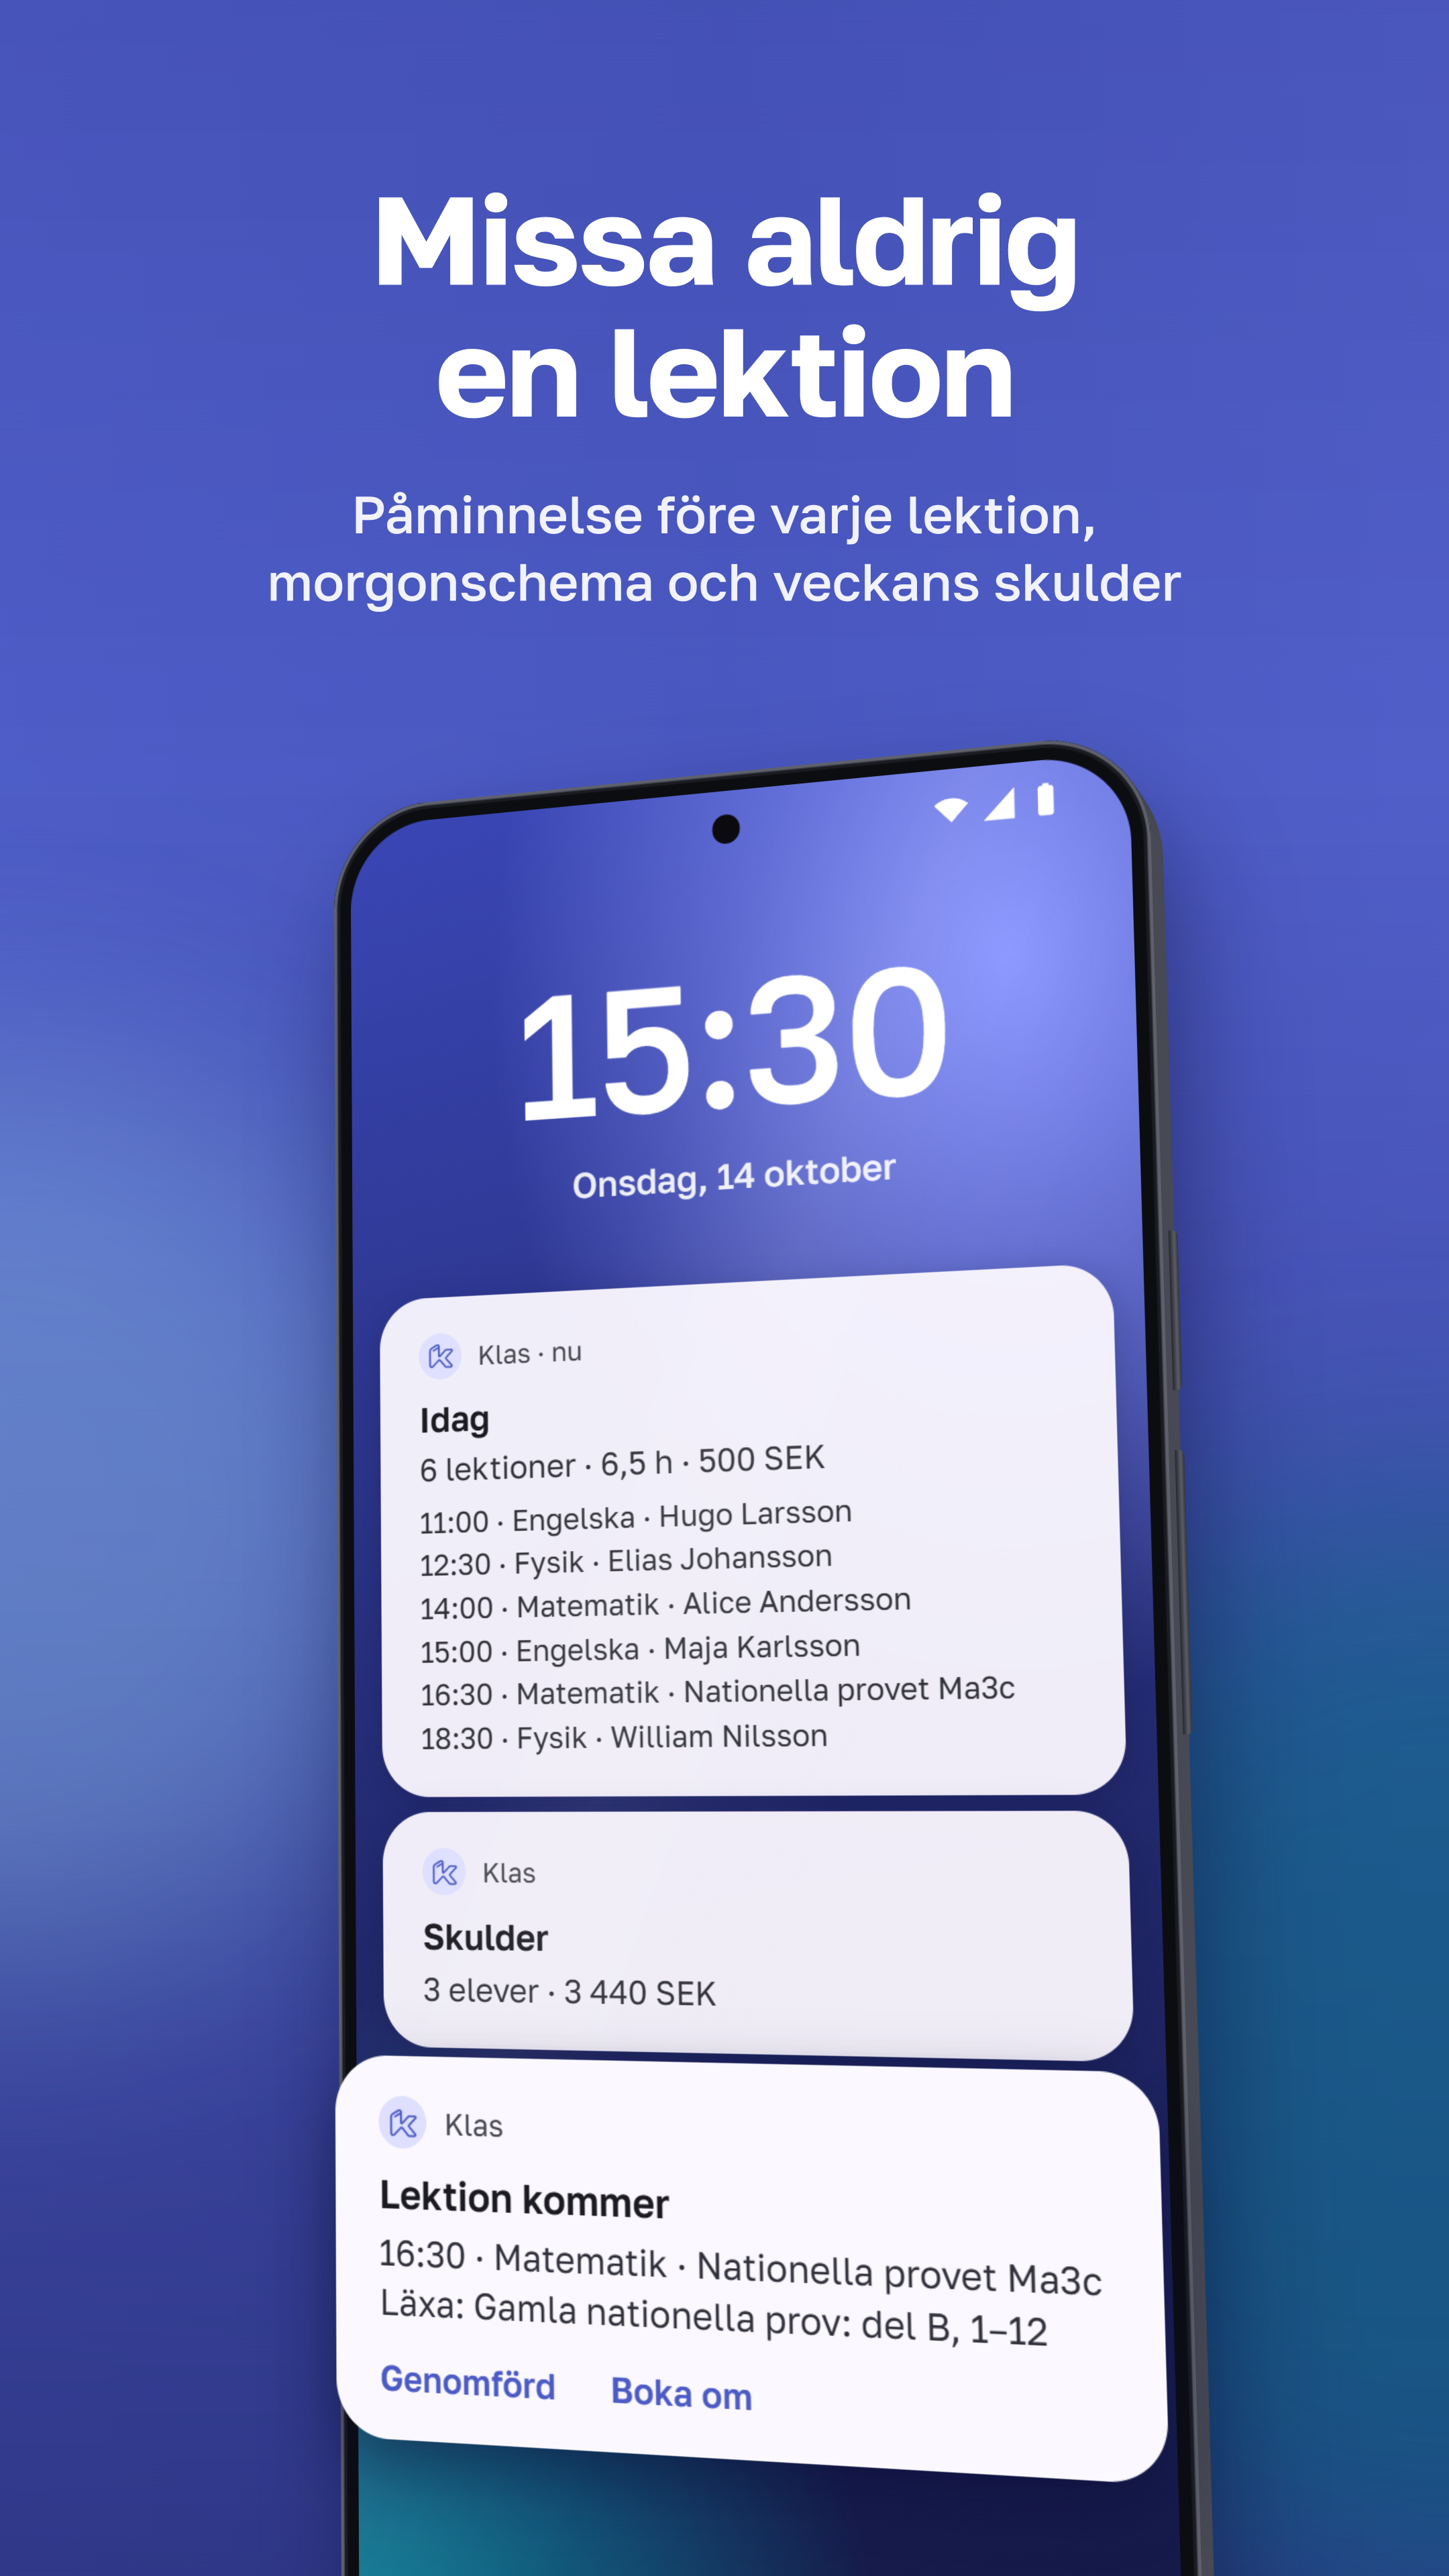 Missa aldrig
en lektion
Påminnelse före varje lektion,
morgonschema och veckans skulder
15:30
Onsdag, 14 oktober
Klas · nu
Idag
6 lektioner · 6,5 h · 500 SEK
11:00 · Engelska · Hugo Larsson
12:30 · Fysik · Elias Johansson
14:00 · Matematik · Alice Andersson
15:00 · Engelska · Maja Karlsson
16:30 · Matematik · Nationella provet Ma3c
18:30 · Fysik · William Nilsson
Klas
Skulder
3 elever · 3 440 SEK
Klas
Lektion kommer
16:30 · Matematik · Nationella provet Ma3c
Läxa: Gamla nationella prov: del B, 1–12
Genomförd Boka om